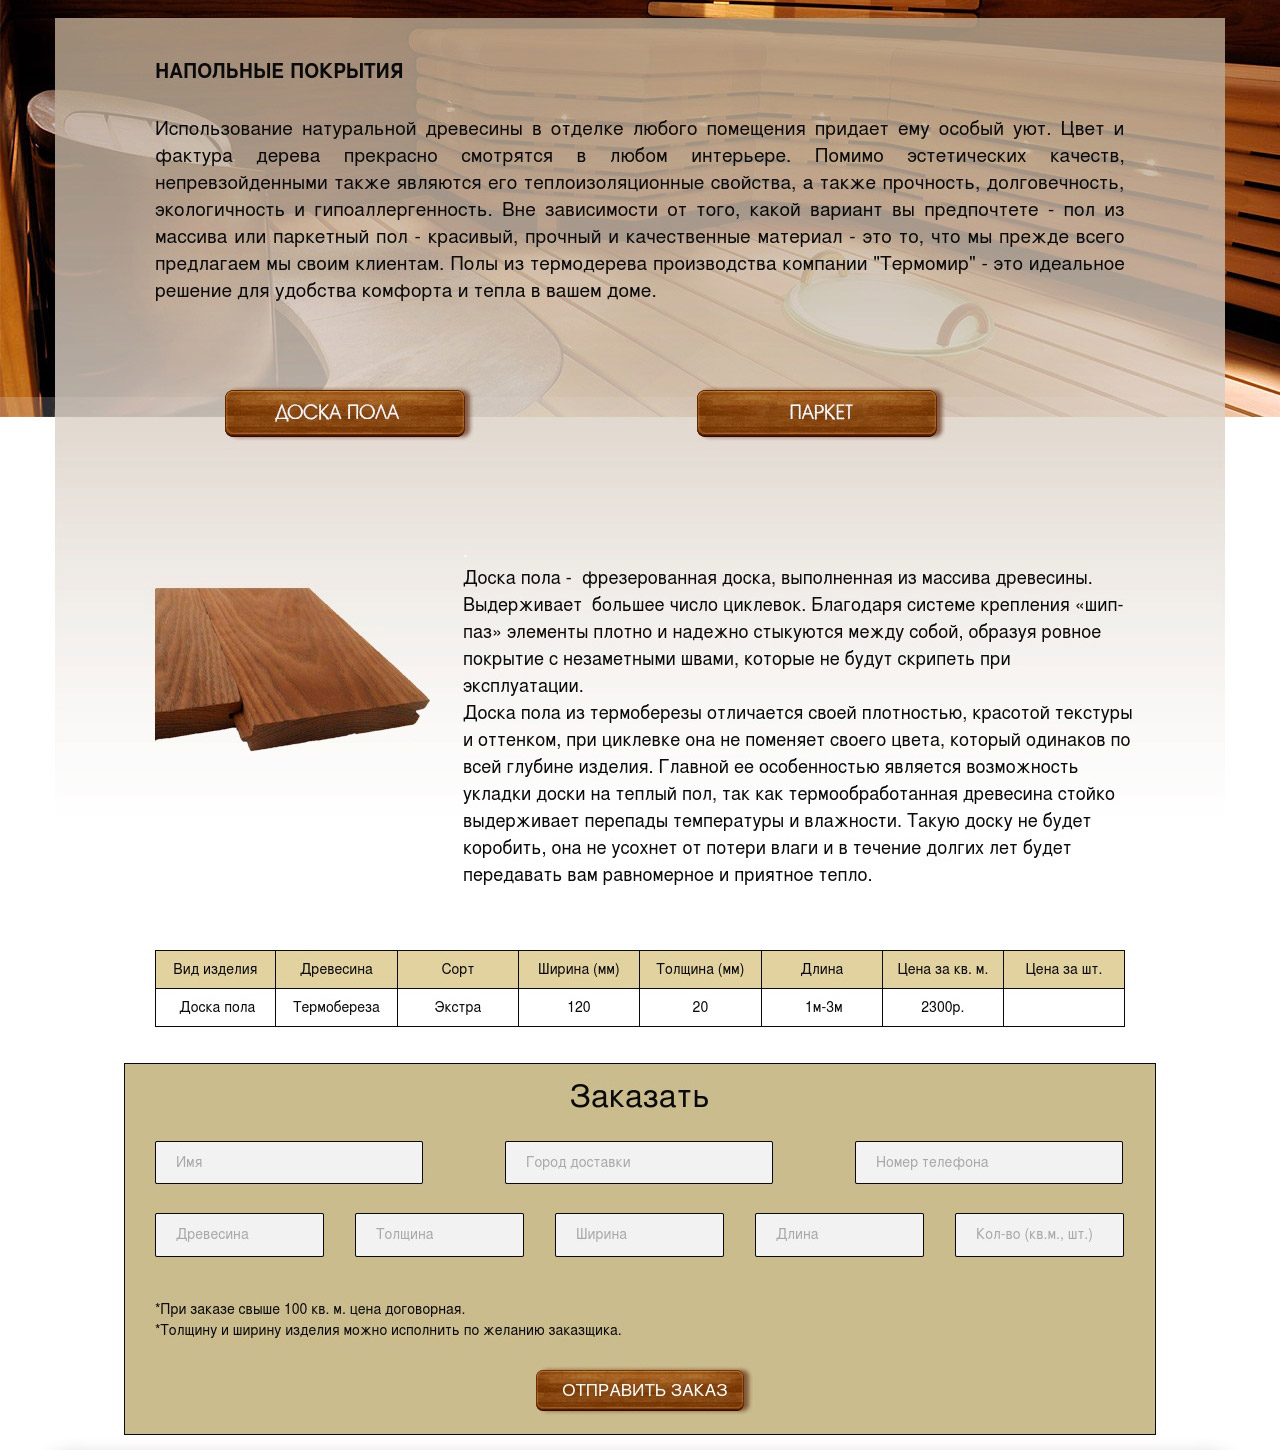 НАПОЛЬНЫЕ ПОКРЫТИЯ
Использование натуральной древесины в отделке любого помещения придает ему особый уют. Цвет и
фактура дерева прекрасно смотрятся в любом интерьере. Помимо эстетических качеств,
непревзойденными также являются его теплоизоляционные свойства, а также прочность, долговечность,
экологичность и гипоаллергенность. Вне зависимости от того, какой вариант вы предпочтете - пол из
массива или паркетный пол - красивый, прочный и качественные материал - это то, что мы прежде всего
предлагаем мы своим клиентам. Полы из термодерева производства компании "Термомир" - это идеальное
решение для удобства комфорта и тепла в вашем доме.
ДОСКА ПОЛА ПАРКЕТ
Доска пола - фрезерованная доска, выполненная из массива древесины.
Выдерживает большее число циклевок. Благодаря системе крепления «шип-
паз» элементы плотно и надежно стыкуются между собой, образуя ровное
покрытие с незаметными швами, которые не будут скрипеть при
эксплуатации.
Доска пола из термоберезы отличается своей плотностью, красотой текстуры
и оттенком, при циклевке она не поменяет своего цвета, который одинаков по
всей глубине изделия. Главной ее особенностью является возможность
укладки доски на теплый пол, так как термообработанная древесина стойко
выдерживает перепады температуры и влажности. Такую доску не будет
коробить, она не усохнет от потери влаги и в течение долгих лет будет
передавать вам равномерное и приятное тепло.
Вид изделия Древесина Сорт Ширина (мм) Толщина (мм) Длина Цена за кв. м. Цена за шт.
Доска пола Термобереза Экстра 120 20 1м-3м 2300р.
Заказать
Имя Город доставки Номер телефона
Древесина Толщина Ширина Длина Кол-во (кв.м., шт.)
*При заказе свыше 100 кв. м. цена договорная.
*Толщину и ширину изделия можно исполнить по желанию заказщика.
ОТПРАВИТЬ ЗАКАЗ